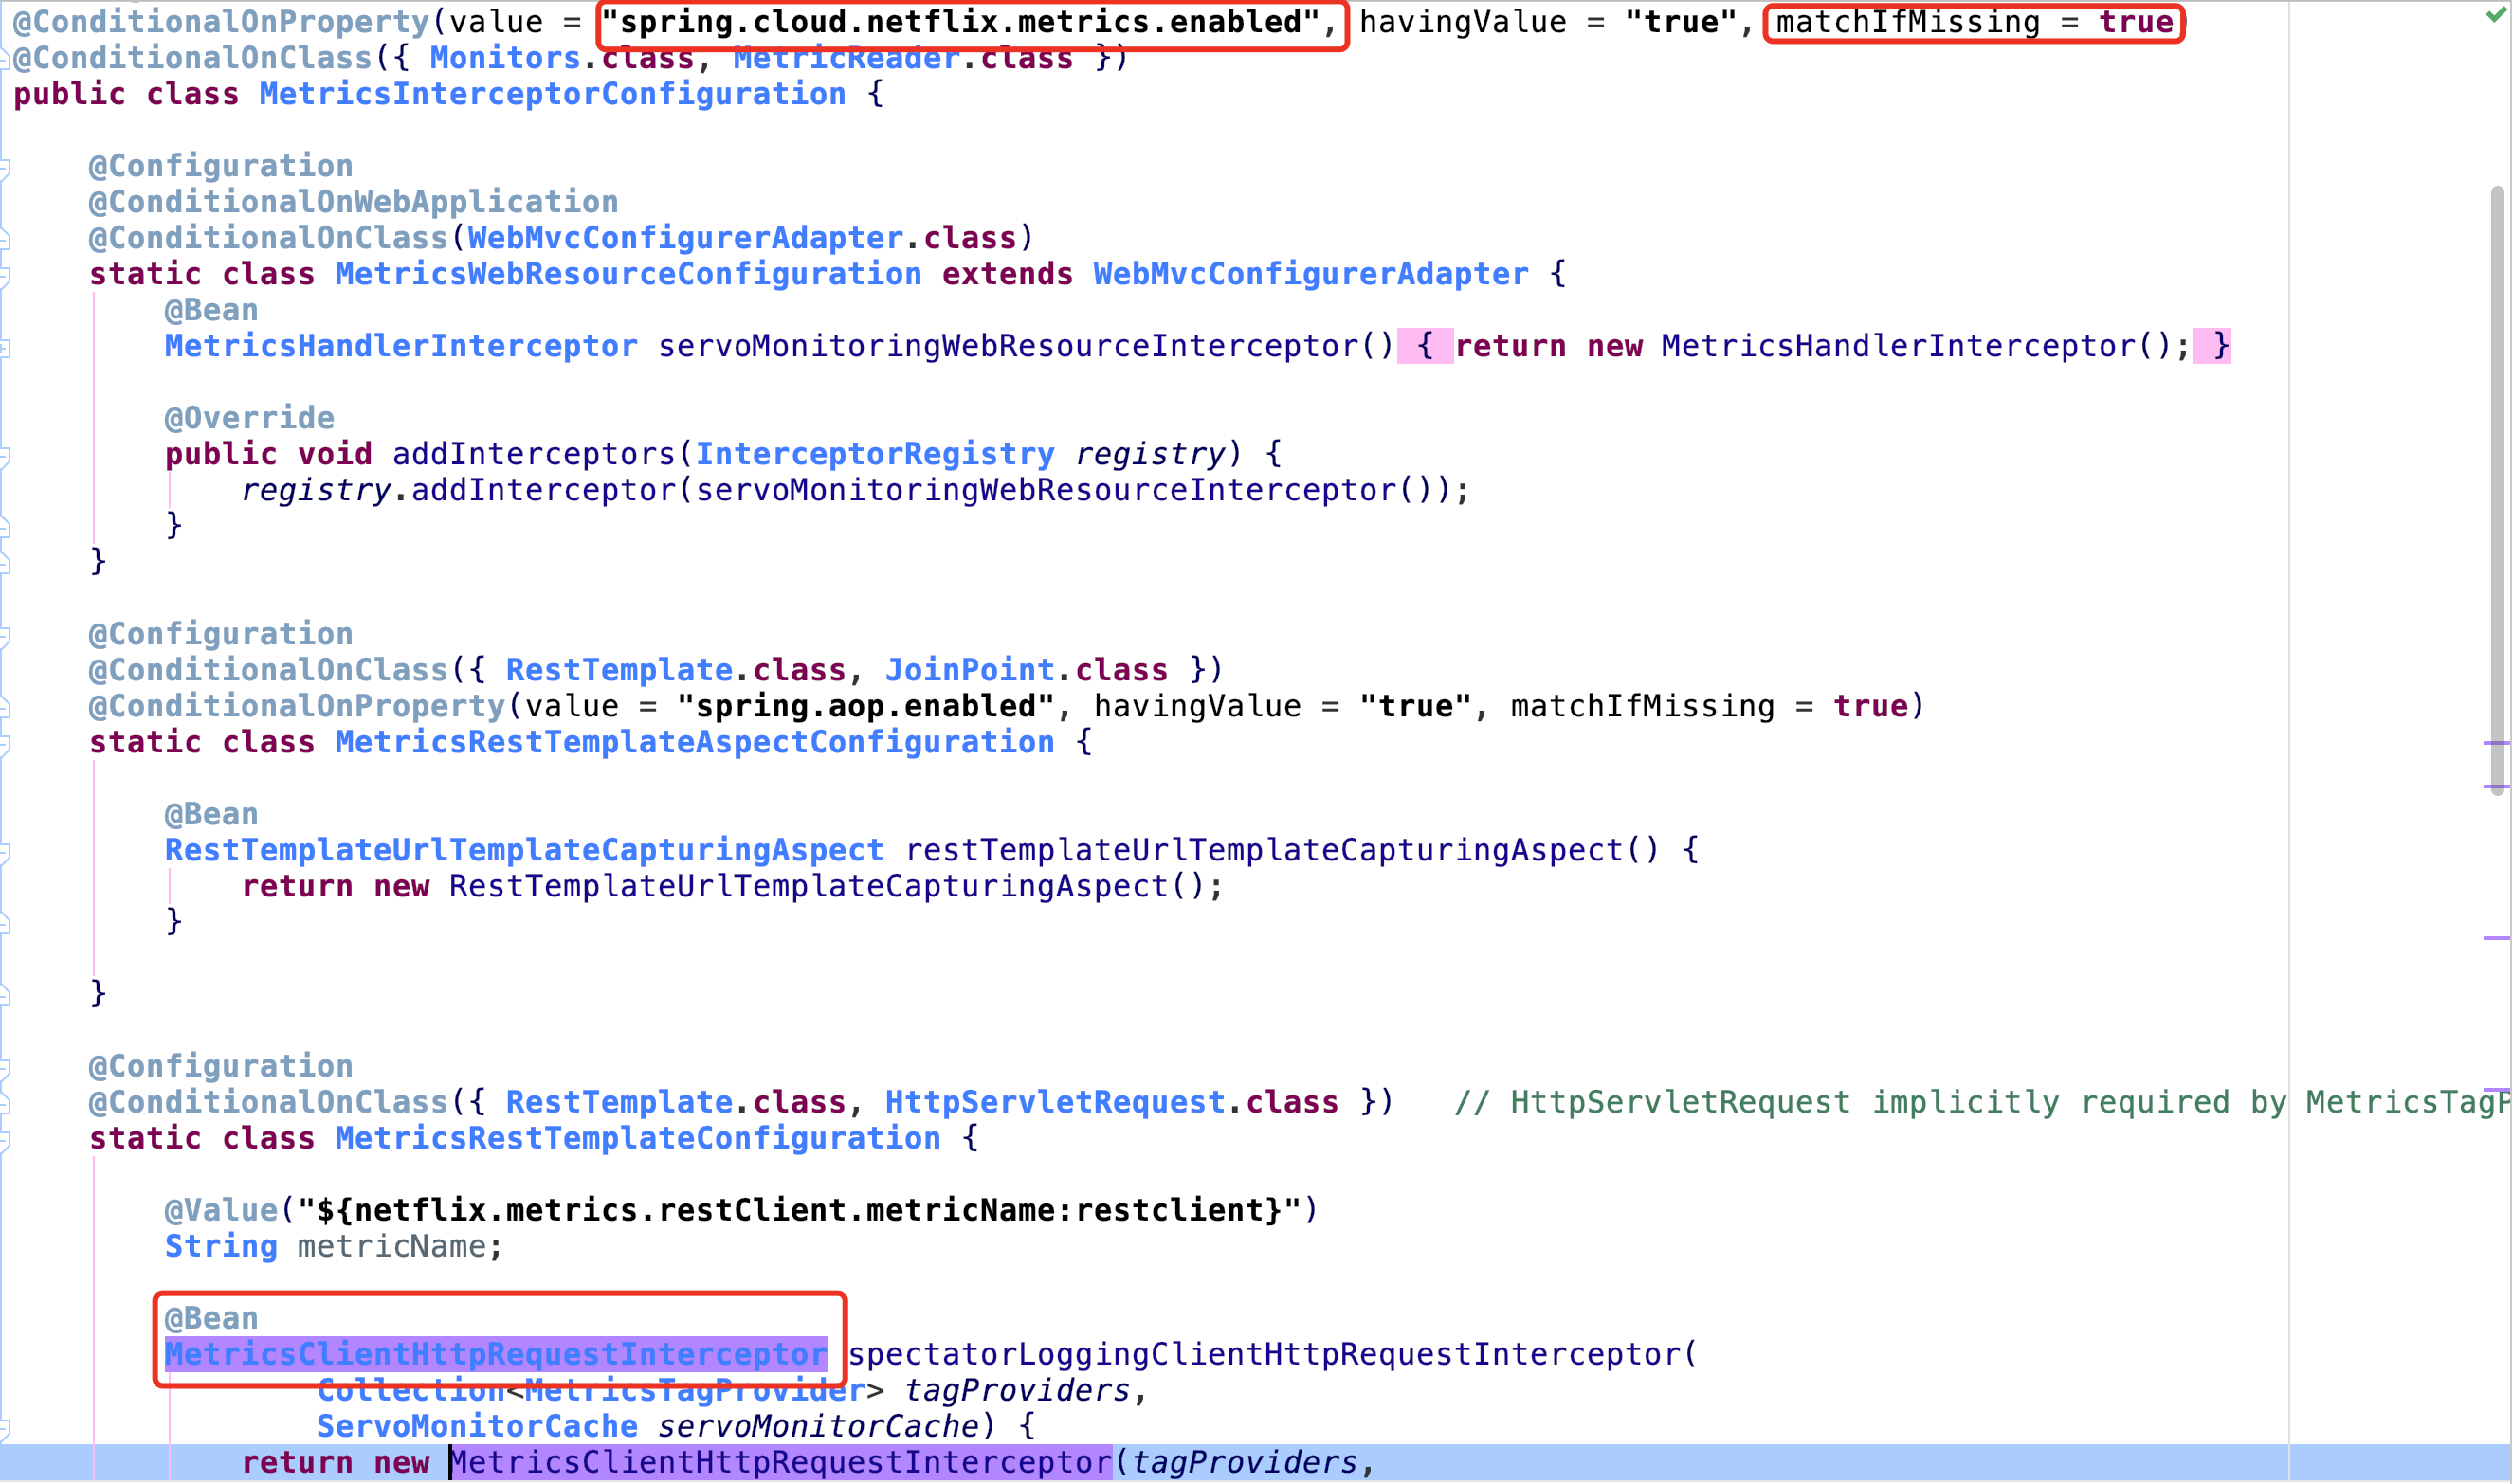 @ConditionalOnProperty(value = "spring.cloud.netflix.metrics.enabled", havingValue = "true", matchIfMissing = true
@ConditionalOnClass({ Monitors.class, MetricReader.class })
public class MetricsInterceptorConfiguration {
@Configuration
@ConditionalOnWebApplication
@ConditionalOnClass(WebMvcConfigurerAdapter.class)
static class MetricsWebResourceConfiguration extends WebMvcConfigurerAdapter {
@Bean
MetricsHandlerInterceptor servoMonitoringWebResourceInterceptor() { return new MetricsHandlerInterceptor(); }
@Override
public void addInterceptors(InterceptorRegistry registry) {
registry.addInterceptor(servoMonitoringWebResourceInterceptor());
}
}
@Configuration
@ConditionalOnClass({ RestTemplate.class, JoinPoint.class })
@ConditionalOnProperty(value = "spring.aop.enabled", havingValue = "true", matchIfMissing = true)
static class MetricsRestTemplateAspectConfiguration {
@Bean
RestTemplateUrlTemplateCapturingAspect restTemplateUrlTemplateCapturingAspect() {
return new RestTemplateUrlTemplateCapturingAspect();
}
}
@Configuration
@ConditionalOnClass({ RestTemplate.class, HttpServletRequest.class })   // HttpServletRequest implicitly required by MetricsTagP
static class MetricsRestTemplateConfiguration {
@Value("${netflix.metrics.restClient.metricName:restclient}")
String metricName;
@Bean
MetricsClientHttpRequestInterceptor spectatorLoggingClientHttpRequestInterceptor(
Collection<MetricsTagProvider> tagProviders,
ServoMonitorCache servoMonitorCache) {
return new MetricsClientHttpRequestInterceptor(tagProviders,